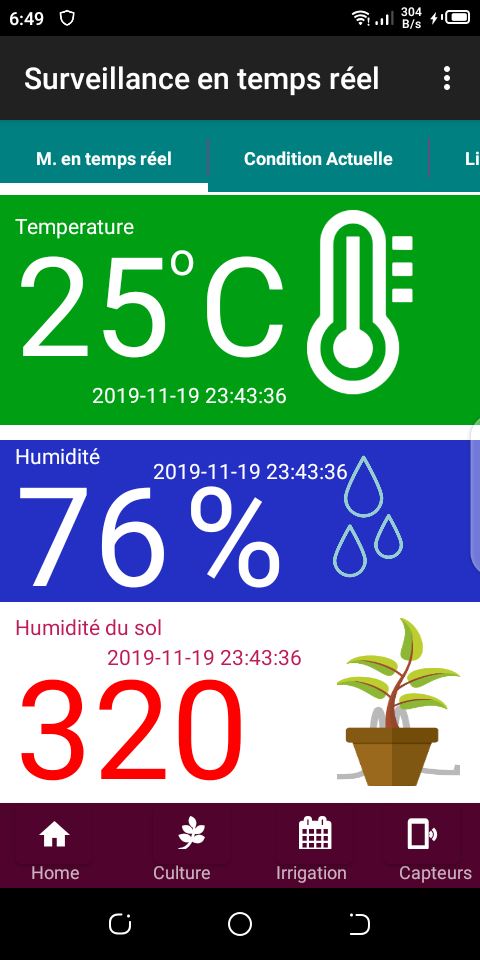 6:49
304
B/s
Surveillance en temps réel
M. en temps réel
Condition Actuelle
Li
Temperature
25°C
2019-11-19 23:43:36
Humidité
2019-11-19 23:43:36
76 %
Humidité du sol
2019-11-19 23:43:36
320
Home
Culture
Irrigation
Capteurs